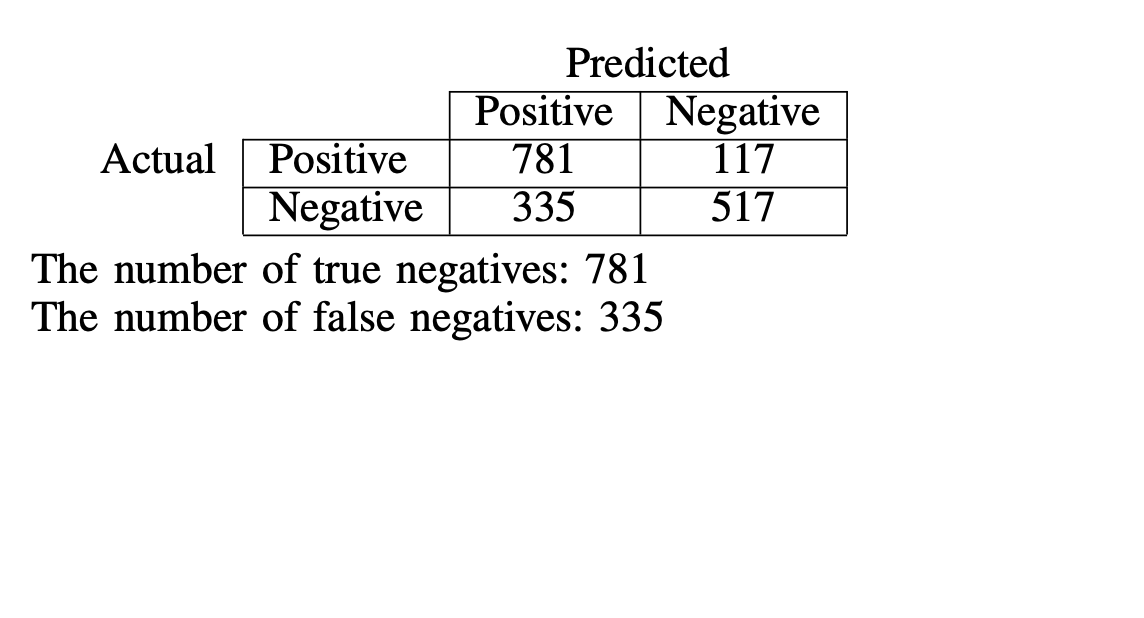 Predicted
Positive Negative
Actual Positive 781 117
Negative 335 517
The number of true negatives: 781
The number of false negatives: 335